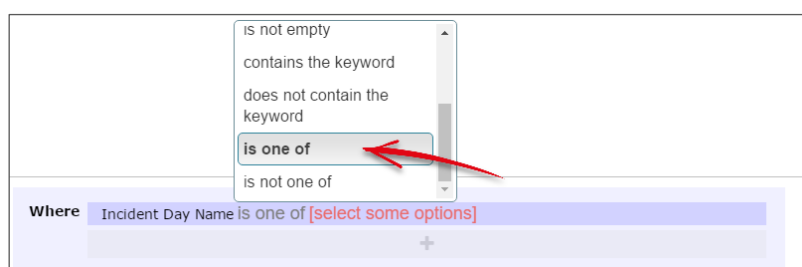 is not empty
contains the keyword
does not contain the
keyword
is one of
is not one of
Where Incident Day Name is one of [select some options]
+